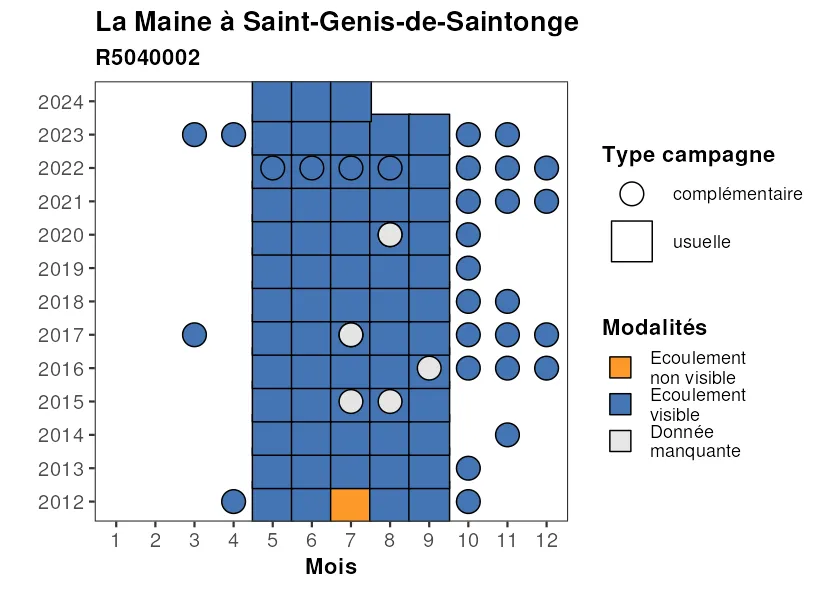 La Maine à Saint-Genis-de-Saintonge
R5040002
2024
2023
2022
2021
2020
2019
2018
2017
2016
2015
2014
2013
2012
1 2 3 4 5 6 7 8 9 10 11 12
Mois
Type campagne
complémentaire
usuelle
Modalités
Ecoulement
non visible
Ecoulement
visible
Donnée
manquante